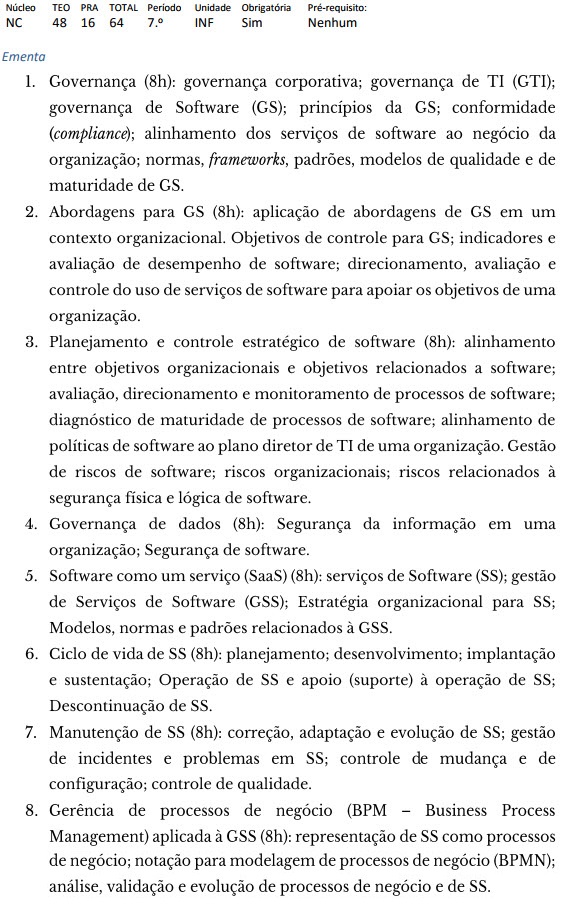 Núcleo TEO PRA TOTAL Período Unidade Obrigatória Pré-requisito:
NC 48 16 64 7.º INF Sim Nenhum
Ementa
1. Governança (8h): governança corporativa; governança de TI (GTI);
governança de Software (GS); princípios da GS; conformidade
(compliance); alinhamento dos serviços de software ao negócio da
organização; normas, frameworks, padrões, modelos de qualidade e de
maturidade de GS.
2. Abordagens para GS (8h): aplicação de abordagens de GS em um
contexto organizacional. Objetivos de controle para GS; indicadores e
avaliação de desempenho de software; direcionamento, avaliação e
controle do uso de serviços de software para apoiar os objetivos de uma
organização.
3. Planejamento e controle estratégico de software (8h): alinhamento
entre objetivos organizacionais e objetivos relacionados a software;
avaliação, direcionamento e monitoramento de processos de software;
diagnóstico de maturidade de processos de software; alinhamento de
políticas de software ao plano diretor de TI de uma organização. Gestão
de riscos de software; riscos organizacionais; riscos relacionados à
segurança física e lógica de software.
4. Governança de dados (8h): Segurança da informação em uma
organização; Segurança de software.
5. Software como um serviço (SaaS) (8h): serviços de Software (SS); gestão
de Serviços de Software (GSS); Estratégia organizacional para SS;
Modelos, normas e padrões relacionados à GSS.
6. Ciclo de vida de SS (8h): planejamento; desenvolvimento; implantação
e sustentação; Operação de SS e apoio (suporte) à operação de SS;
Descontinuação de SS.
7. Manutenção de SS (8h): correção, adaptação e evolução de SS; gestão
de incidentes e problemas em SS; controle de mudança e de
configuração; controle de qualidade.
8. Gerência de processos de negócio (BPM – Business Process
Management) aplicada à GSS (8h): representação de SS como processos
de negócio; notação para modelagem de processos de negócio (BPMN);
análise, validação e evolução de processos de negócio e de SS.